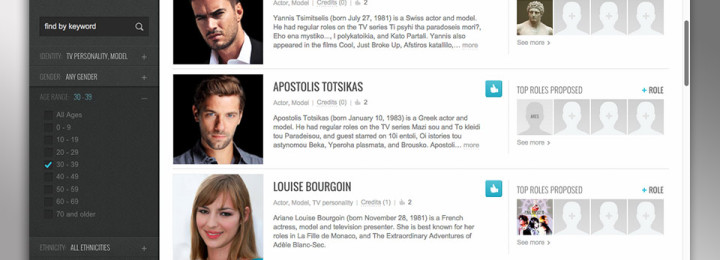 find by keyword
IDENTITY: TV PERSONALITY, MODEL +
GENDER: ANY GENDER +
AGE RANGE: 30 - 39 –
All Ages
0 - 9
10 - 19
20 - 29
30 - 39
40 - 49
50 - 59
60 - 69
70 and older
ETHNICITY: ALL ETHNICITIES +
Actor, Model | Credits (0) | 2
Yannis Tsimitselis (born July 27, 1981) is a Swiss actor and model.
He had regular roles on the TV series Ti psyhi tha paradoseis mori?,
Eho ena mystiko..., I polykatoikia, and Kato Partali. Yannis also
appeared in the films Cool, Just Broke Up, Afstiros katallilo,... more
See more ›
APOSTOLIS TOTSIKAS
Actor, Model | Credits (0) | 2
Apostolis Totsikas (born January 10, 1983) is a Greek actor and
model. He had regular roles on the TV series Mazi sou and To kleidi
tou Paradeisou, and guest starred on 10i entoli, Oi istories tou
astynomou Beka, Yperoha plasmata, and Brousko. Apostoli... more
TOP ROLES PROPOSED + ROLE
ARES
See more ›
LOUISE BOURGOIN
Actor, Model, TV personality | Credits (1) | 2
Ariane Louise Bourgoin (born November 28, 1981) is a French
actress, model and television presenter. She is best known for her
roles in La Fille de Monaco, and The Extraordinary Adventures of
Adèle Blanc-Sec.
TOP ROLES PROPOSED + ROLE
See more ›